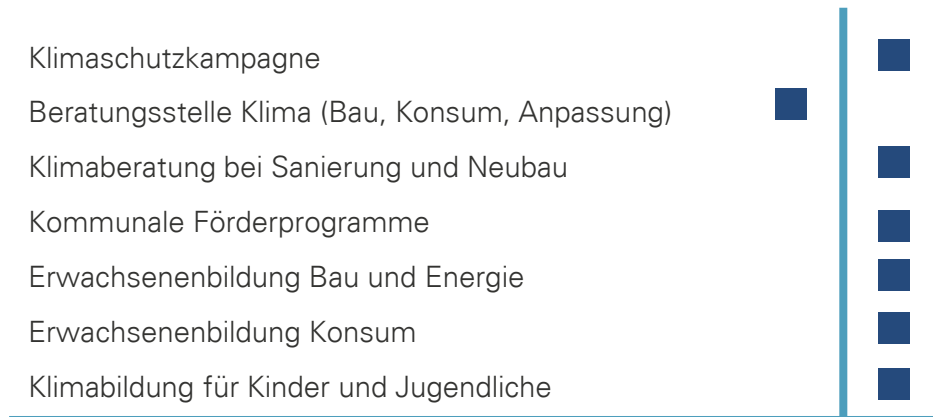 Klimaschutzkampagne
Beratungsstelle Klima (Bau, Konsum, Anpassung)
Klimaberatung bei Sanierung und Neubau
Kommunale Förderprogramme
Erwachsenenbildung Bau und Energie
Erwachsenenbildung Konsum
Klimabildung für Kinder und Jugendliche